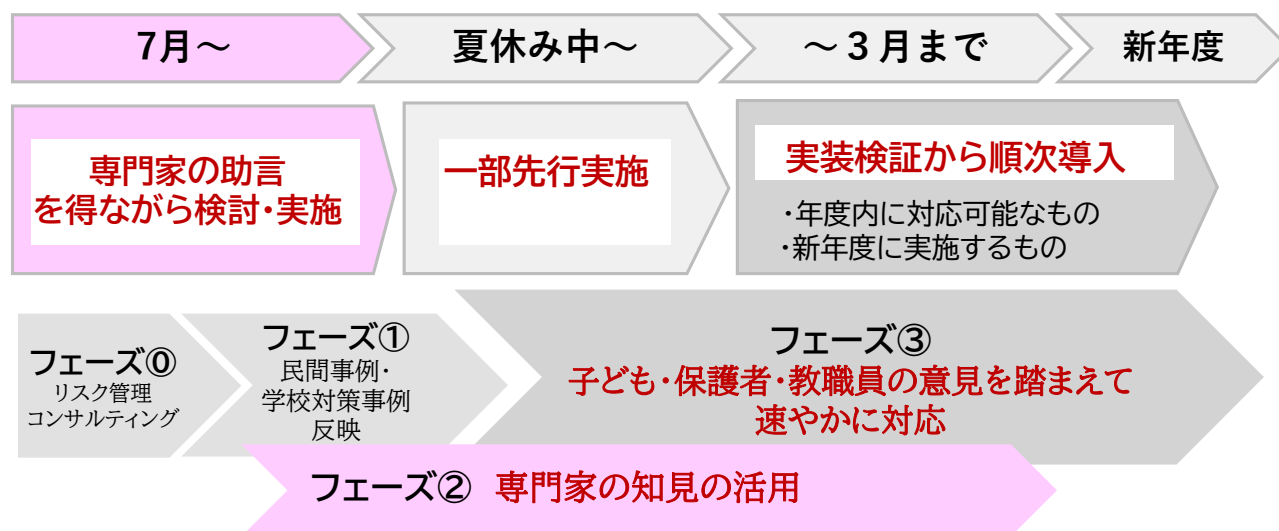 7月～
夏休み中～
～３月まで
新年度
専門家の助言
を得ながら検討・実施
一部先行実施
実装検証から順次導入
・年度内に対応可能なもの
・新年度に実施するもの
フェーズ⓪
リスク管理
コンサルティング
フェーズ①
民間事例・
学校対策事例
反映
フェーズ③
子ども・保護者・教職員の意見を踏まえて
速やかに対応
フェーズ② 専門家の知見の活用